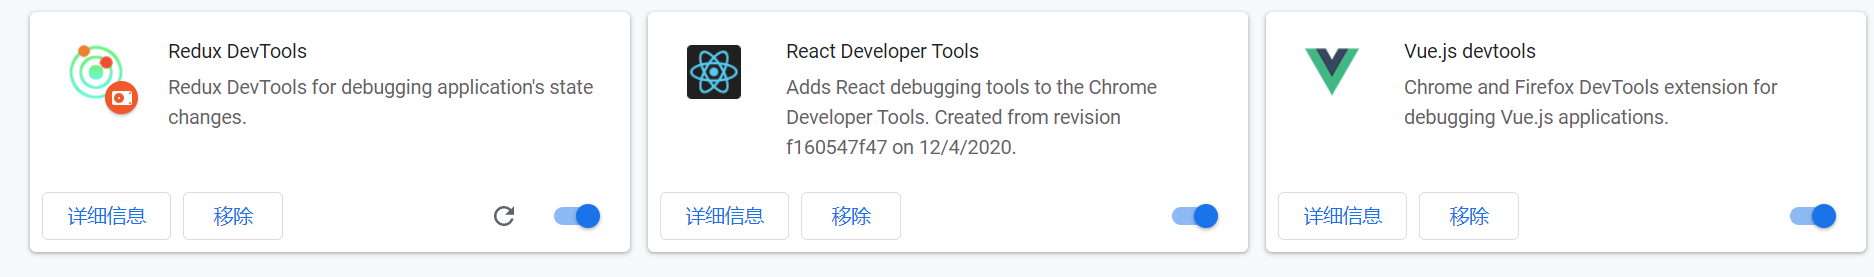 Redux DevTools
Redux DevTools for debugging application's state
changes.
详细信息
移除
React Developer Tools
Adds React debugging tools to the Chrome
Developer Tools. Created from revision
f160547f47 on 12/4/2020.
详细信息
移除
Vue.js devtools
Chrome and Firefox DevTools extension for
debugging Vue.js applications.
详细信息
移除